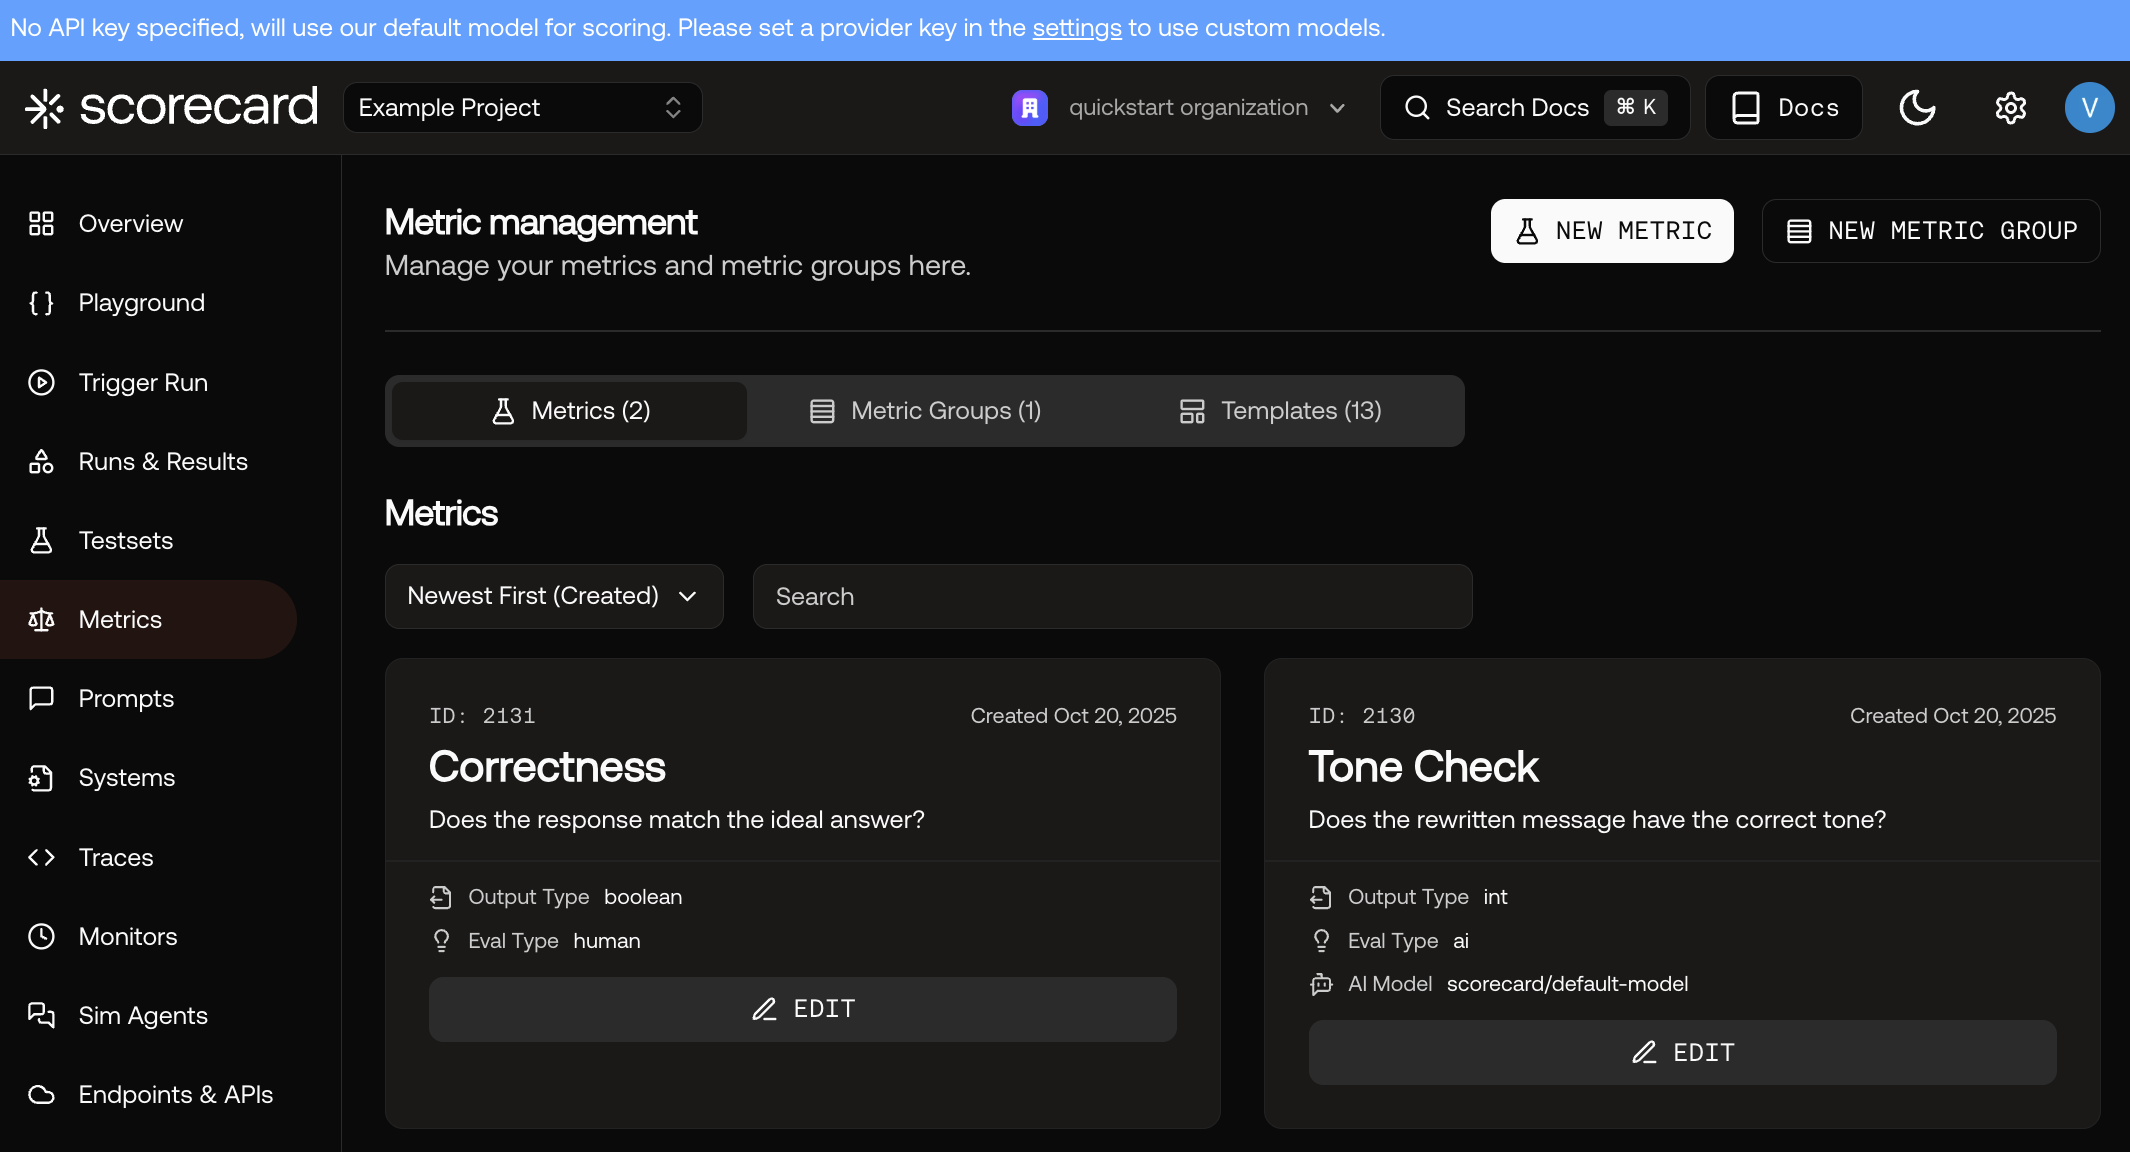 No API key specified, will use our default model for scoring. Please set a provider key in the settings to use custom models.
scorecard
Example Project
quickstart organization
Search Docs
⌘ K
Docs
V
Overview
Playground
Trigger Run
Runs & Results
Testsets
Metrics
Prompts
Systems
Traces
Monitors
Sim Agents
Endpoints & APIs
Metric management
Manage your metrics and metric groups here.
NEW METRIC
NEW METRIC GROUP
Metrics (2)
Metric Groups (1)
Templates (13)
Metrics
Newest First (Created)
Search
ID: 2131
Created Oct 20, 2025
Correctness
Does the response match the ideal answer?
Output Type boolean
Eval Type human
EDIT
ID: 2130
Created Oct 20, 2025
Tone Check
Does the rewritten message have the correct tone?
Output Type int
Eval Type ai
AI Model scorecard/default-model
EDIT